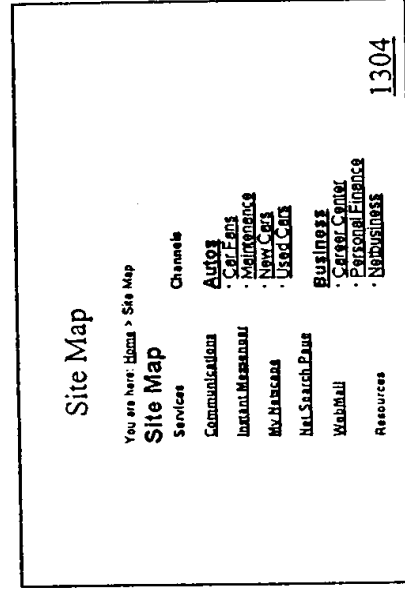 Site Map
You are here: Home > Site Map
Site Map
Services
Channels
Communications
Instant Messenger
My Netscape
Net Search Page
WebMail
Resources
Autos
· Car Fans
· Maintenance
· New Cars
· Used Cars
Business
· Career Center
· Personal Finance
· Netbusiness
1304